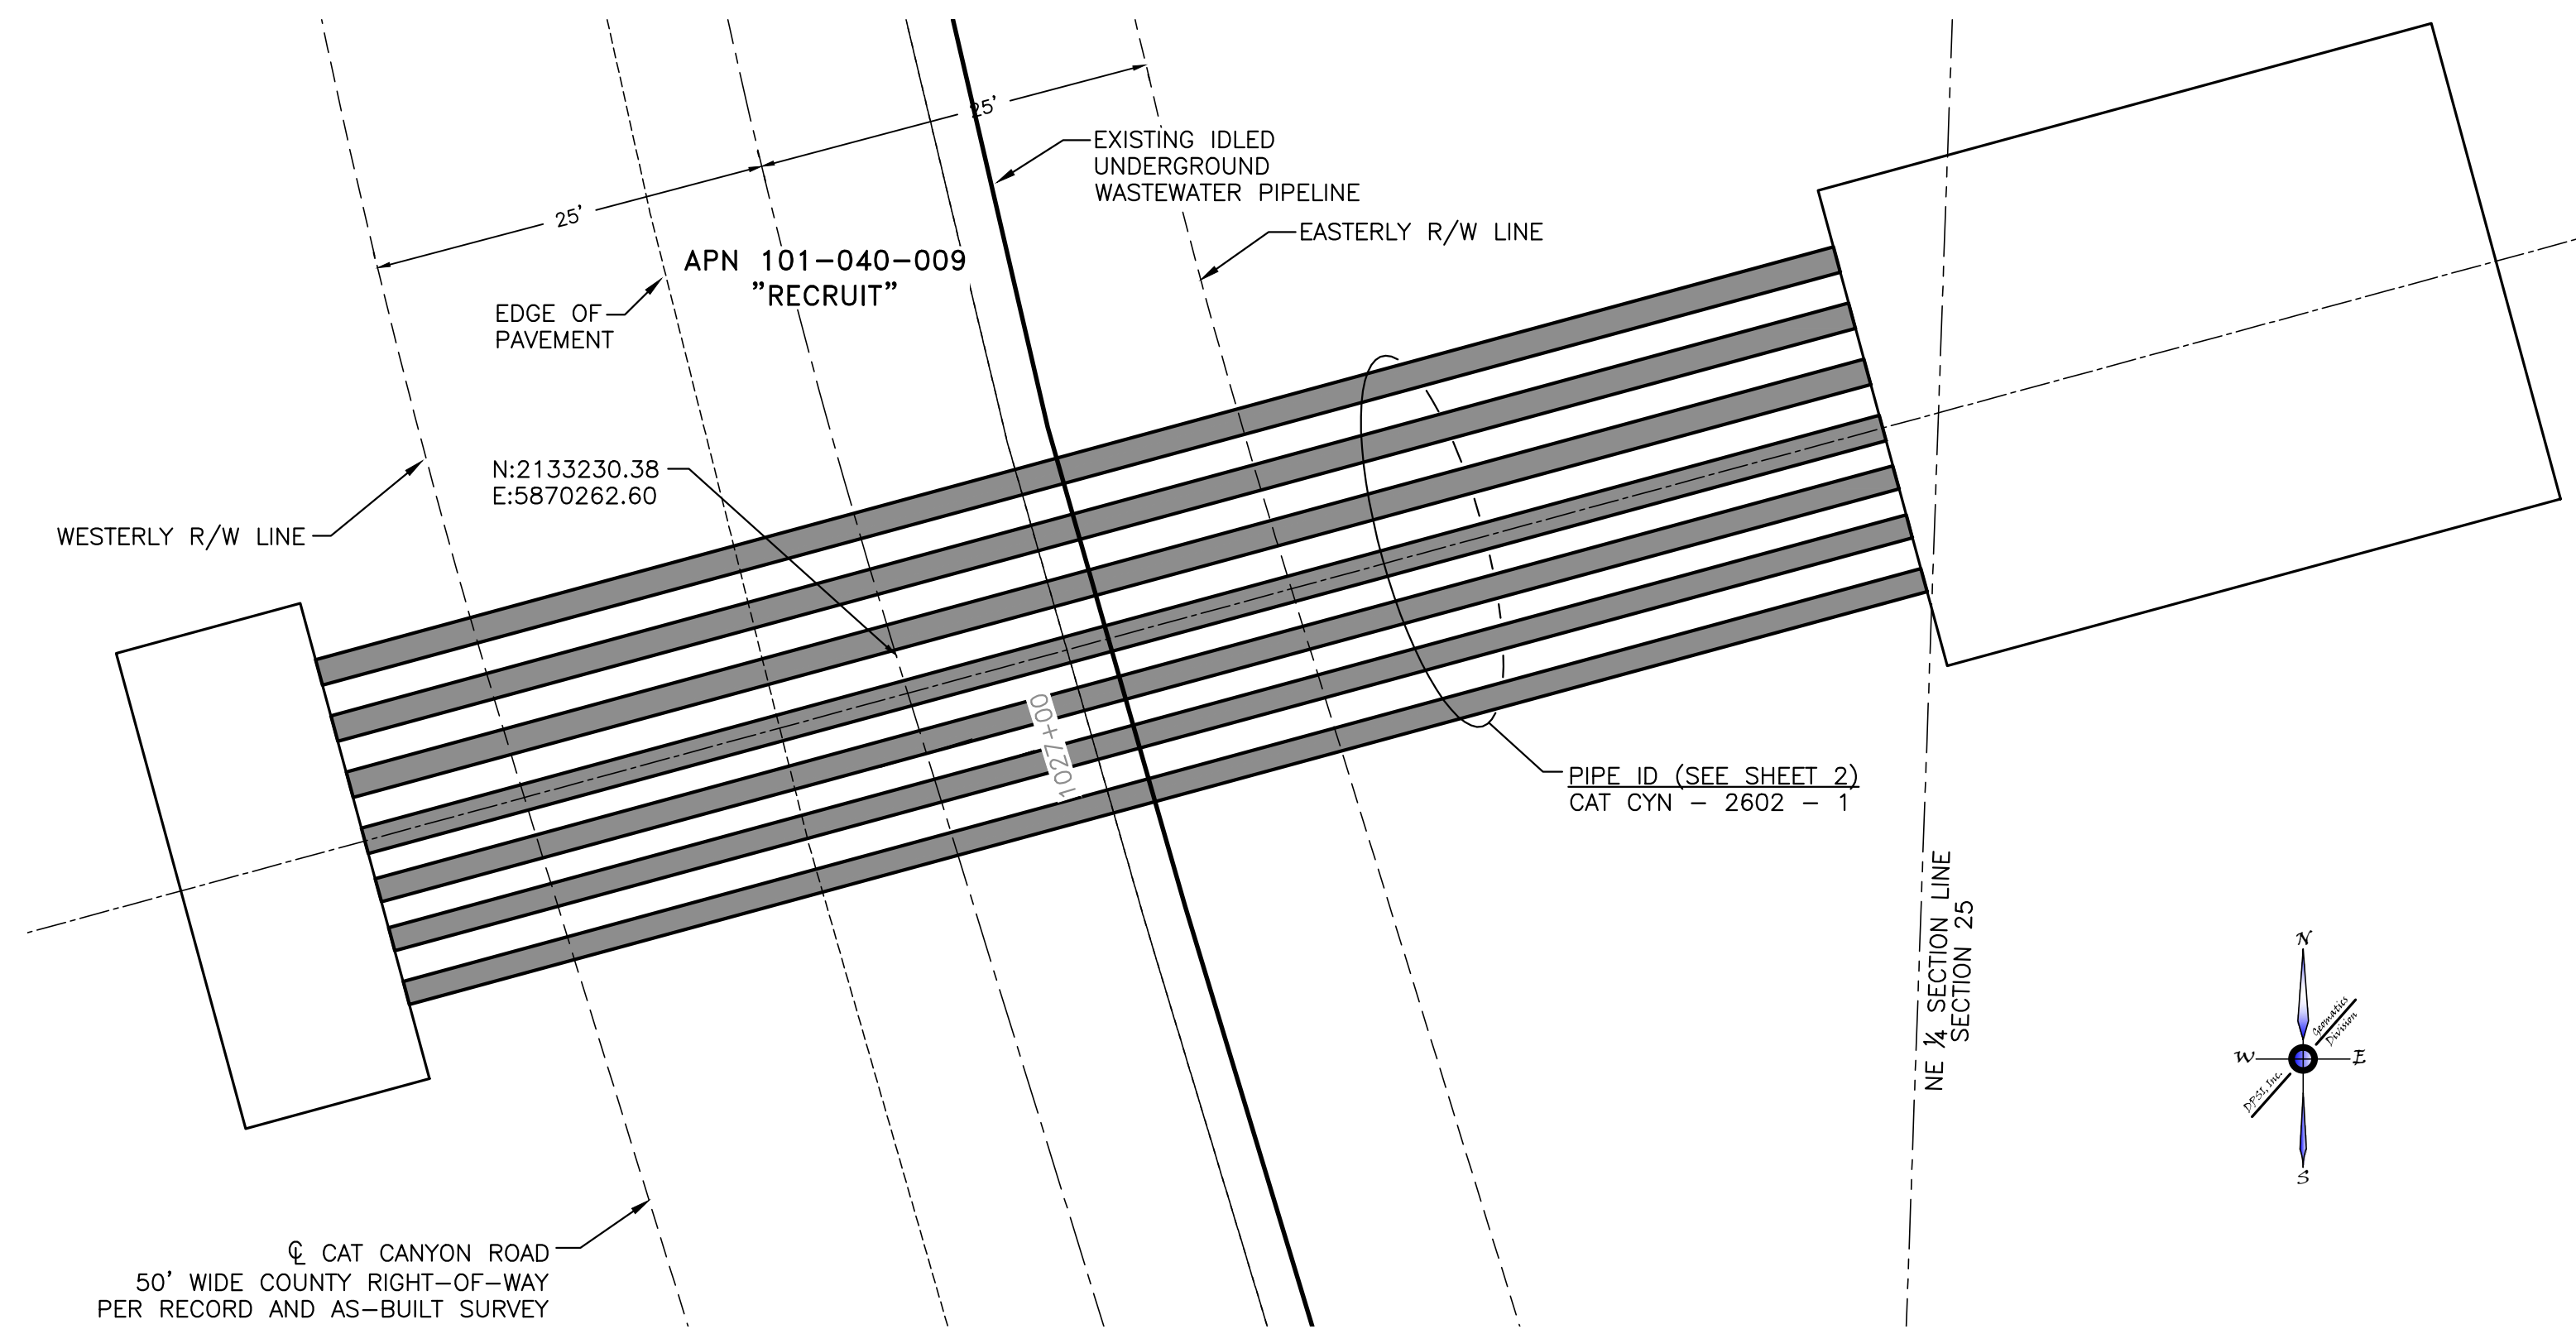 25'
25'
EXISTING IDLED
UNDERGROUND
WASTEWATER PIPELINE
EASTERLY R/W LINE
APN 101-040-009
"RECRUIT"
EDGE OF
PAVEMENT
N:2133230.38
E:5870262.60
WESTERLY R/W LINE
1027+00
PIPE ID (SEE SHEET 2)
CAT CYN - 2602 - 1
NE ¼ SECTION LINE
SECTION 25
℄ CAT CANYON ROAD
50' WIDE COUNTY RIGHT-OF-WAY
PER RECORD AND AS-BUILT SURVEY
N
Geomatics
Division
W
E
DPSI, Inc.
S